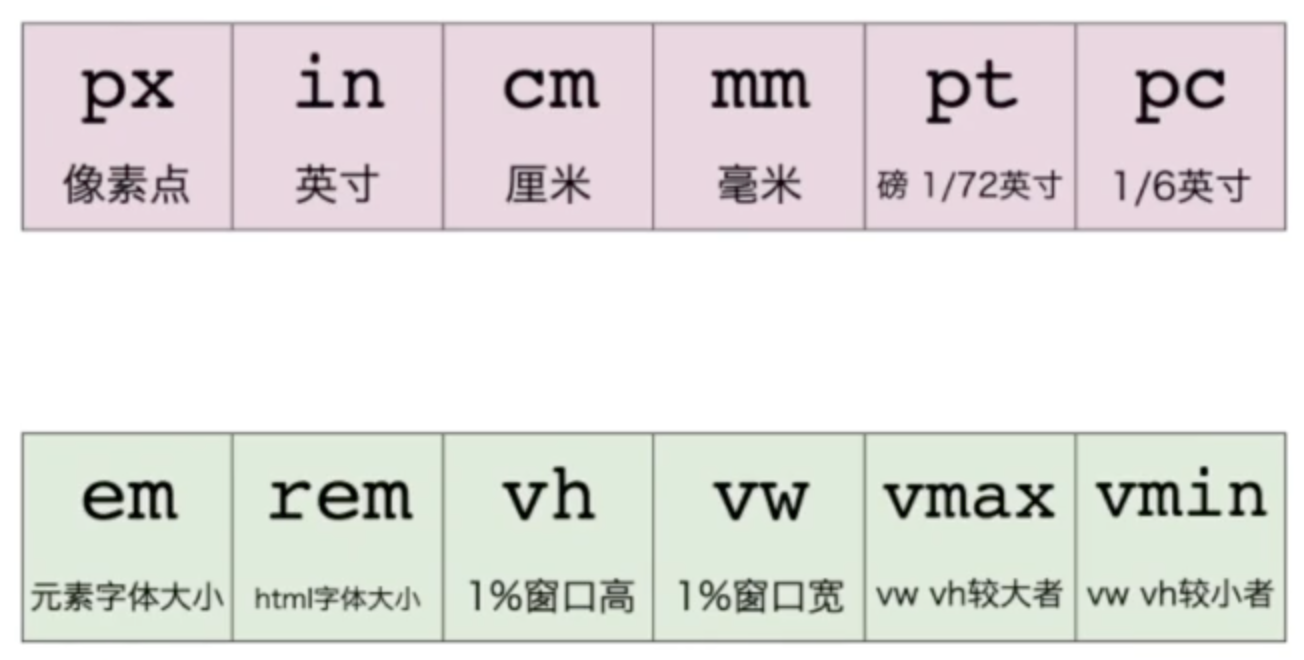 px in cm mm pt pc
像素点 英寸 厘米 毫米 磅 1/72英寸 1/6英寸
em rem vh vw vmax vmin
元素字体大小 html字体大小 1%窗口高 1%窗口宽 vw vh较大者 vw vh较小者